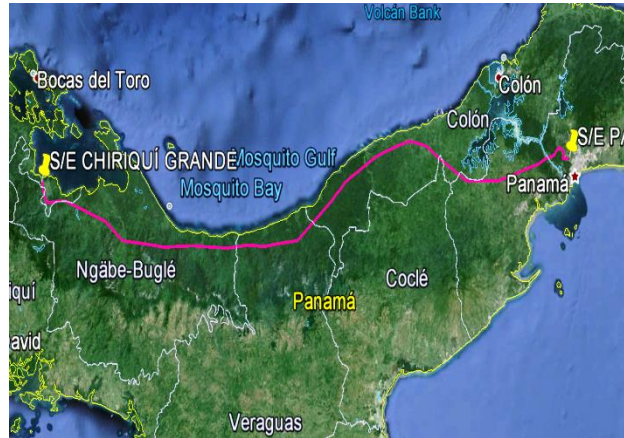 Volcán Bank
Bocas del Toro
Colón
Colón
S/E CHIRIQUÍ GRANDE
Mosquito Gulf
S/E PA
Mosquito Bay
Panamá
Ngäbe-Buglé
Coclé
iquí
Panamá
avid
Veraguas